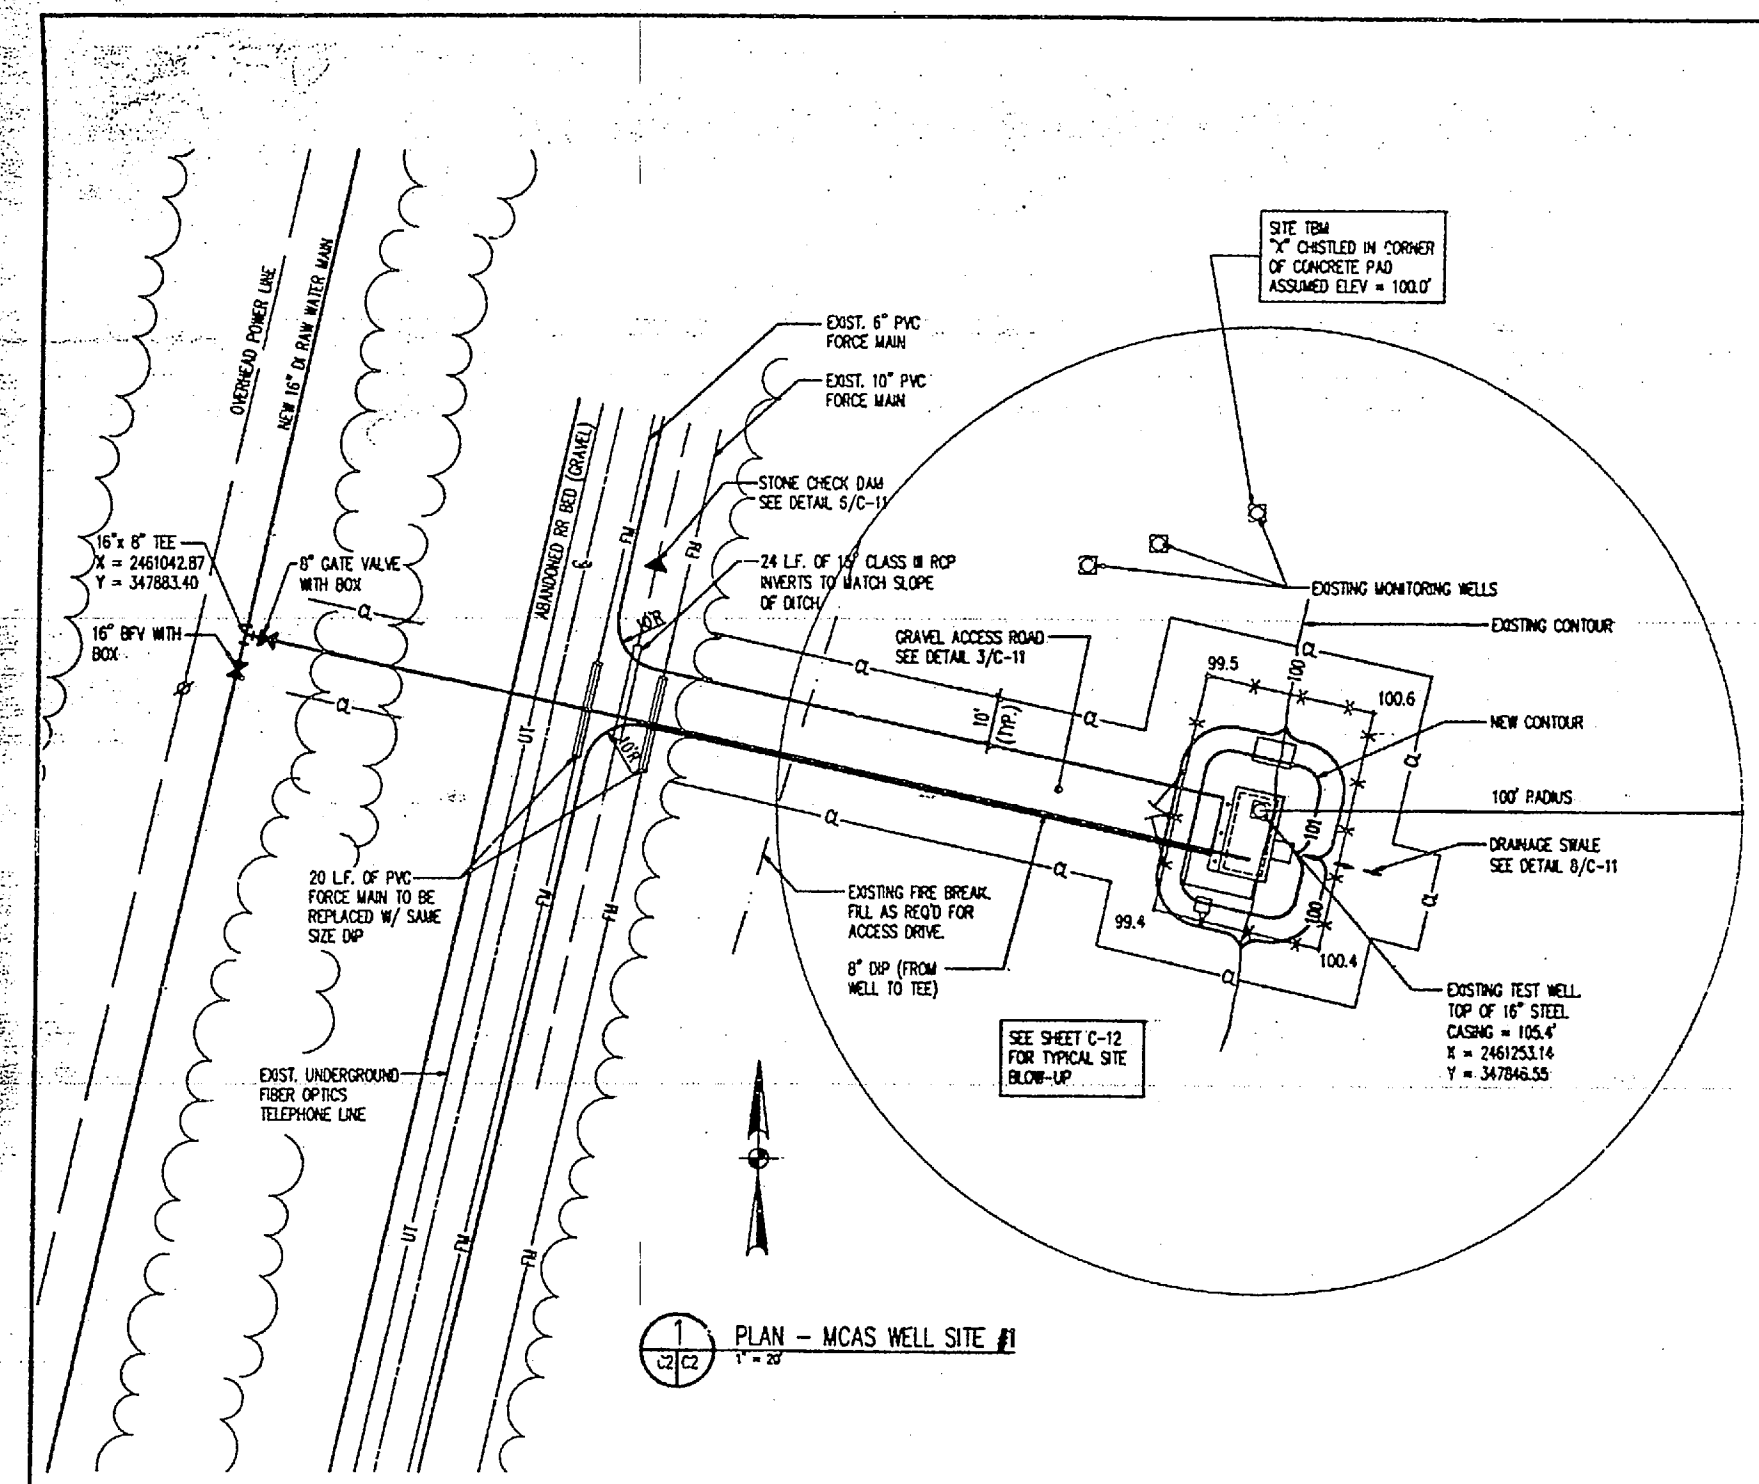 SITE TBM
"X" CHISTLED IN CORNER
OF CONCRETE PAD
ASSUMED ELEV = 100.0'
OVERHEAD POWER LINE
NEW 16" DI RAW WATER MAIN
EXIST. 6" PVC
FORCE MAIN
EXIST. 10" PVC
FORCE MAIN
ABANDONED RR BED (GRAVEL)
STONE CHECK DAM
SEE DETAIL 5/C-11
FM
FM
16"x 8" TEE
X = 2461042.87
Y = 347883.40
8" GATE VALVE
WITH BOX
24 L.F. OF 15" CLASS III RCP
INVERTS TO MATCH SLOPE
OF DITCH
EXISTING MONITORING WELLS
16" BFV WITH
BOX
10'R
GRAVEL ACCESS ROAD
SEE DETAIL 3/C-11
EXISTING CONTOUR
99.5
100
100.6
10'
(TYP.)
NEW CONTOUR
UT
10'R
100' RADIUS
101
DRAINAGE SWALE
SEE DETAIL 8/C-11
20 L.F. OF PVC
FORCE MAIN TO BE
REPLACED W/ SAME
SIZE DIP
FM
FM
EXISTING FIRE BREAK.
FILL AS REQ'D FOR
ACCESS DRIVE.
99.4
100
100.4
8" DIP (FROM
WELL TO TEE)
EXISTING TEST WELL
TOP OF 16" STEEL
CASING = 105.4'
X = 2461253.14
Y = 347846.55
SEE SHEET C-12
FOR TYPICAL SITE
BLOW-UP
EXIST. UNDERGROUND
FIBER OPTICS
TELEPHONE LINE
UT
FM
FM
1
C2 C2
PLAN - MCAS WELL SITE #1
1" = 20'